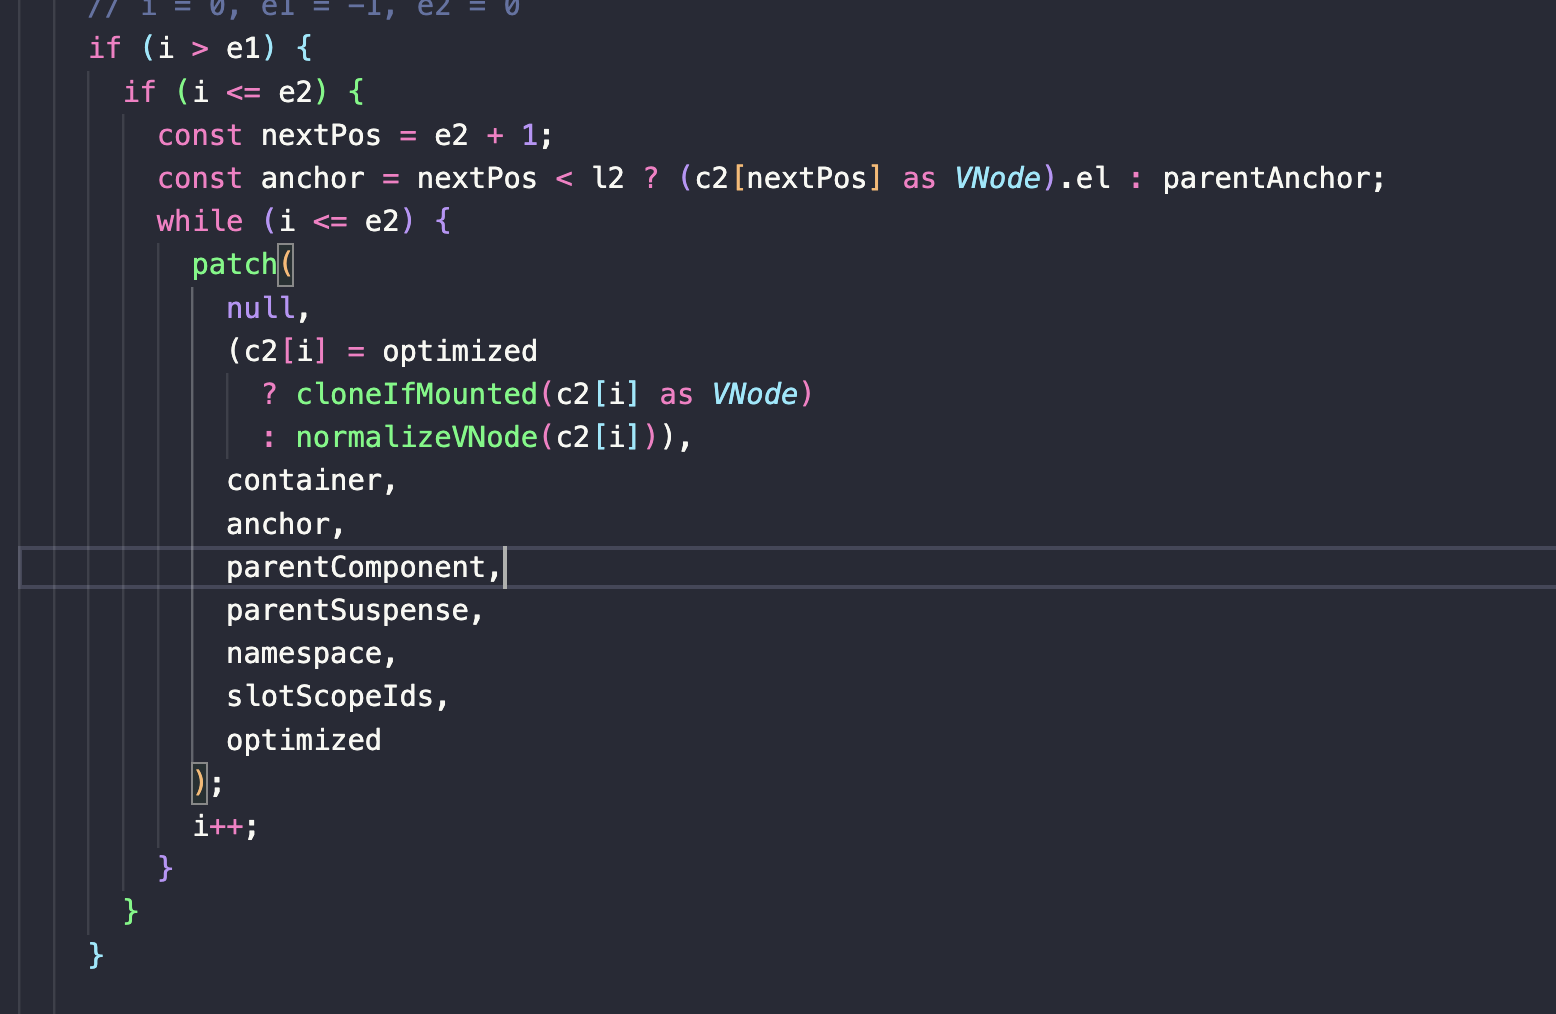 // i = 0, e1 = -1, e2 = 0
if (i > e1) {
  if (i <= e2) {
    const nextPos = e2 + 1;
    const anchor = nextPos < l2 ? (c2[nextPos] as VNode).el : parentAnchor;
    while (i <= e2) {
      patch(
        null,
        (c2[i] = optimized
          ? cloneIfMounted(c2[i] as VNode)
          : normalizeVNode(c2[i])),
        container,
        anchor,
        parentComponent,
        parentSuspense,
        namespace,
        slotScopeIds,
        optimized
      );
      i++;
    }
  }
}